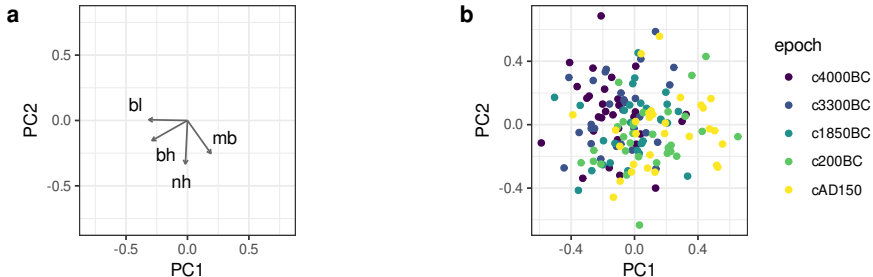 a
PC2
0.5
0.0
-0.5
bl
bh
mb
nh
-0.5 0.0 0.5
PC1
b
PC2
0.4
0.0
-0.4
-0.4 0.0 0.4
PC1
epoch
c4000BC
c3300BC
c1850BC
c200BC
cAD150